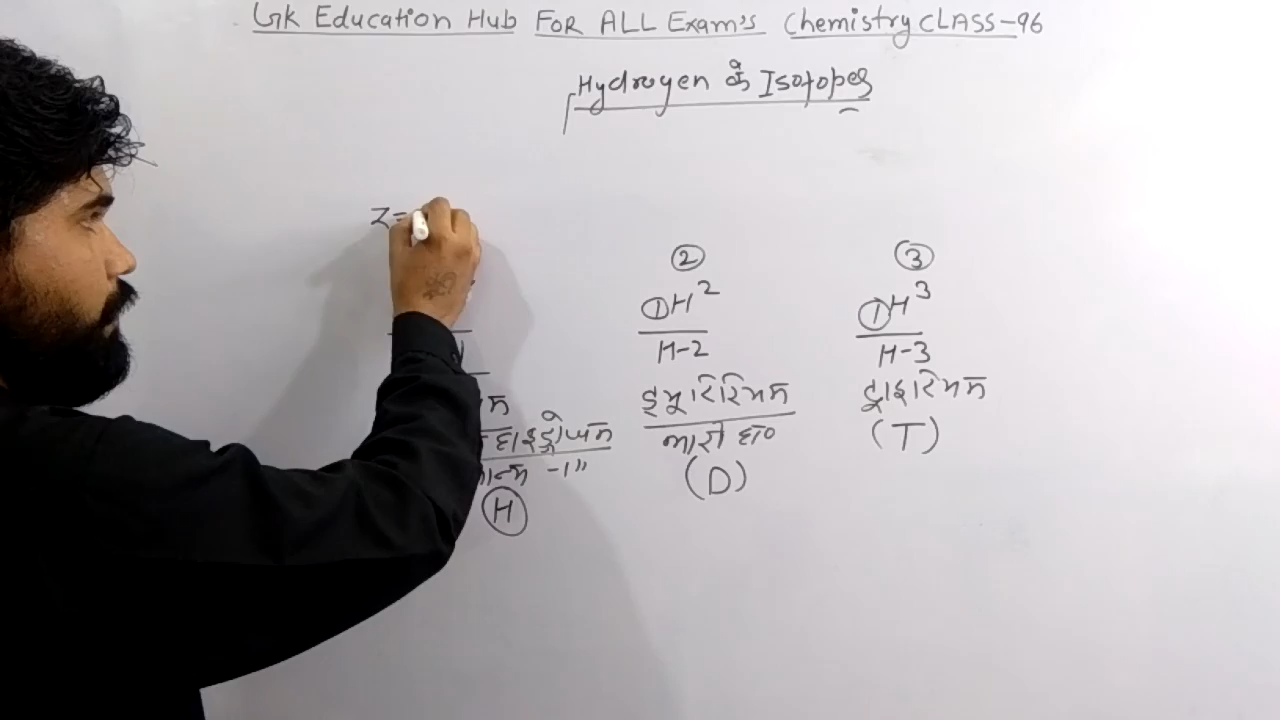 GK Education Hub FOR ALL Exam's Chemistry CLASS-96
Hydrogen के Isotopes
Z=
② ③
①H² ①H³
H-2 H-3
ड्यूटिरियम ट्राइटियम
हाइड्रोजन भारी हा० (T)
-1" (D)
H